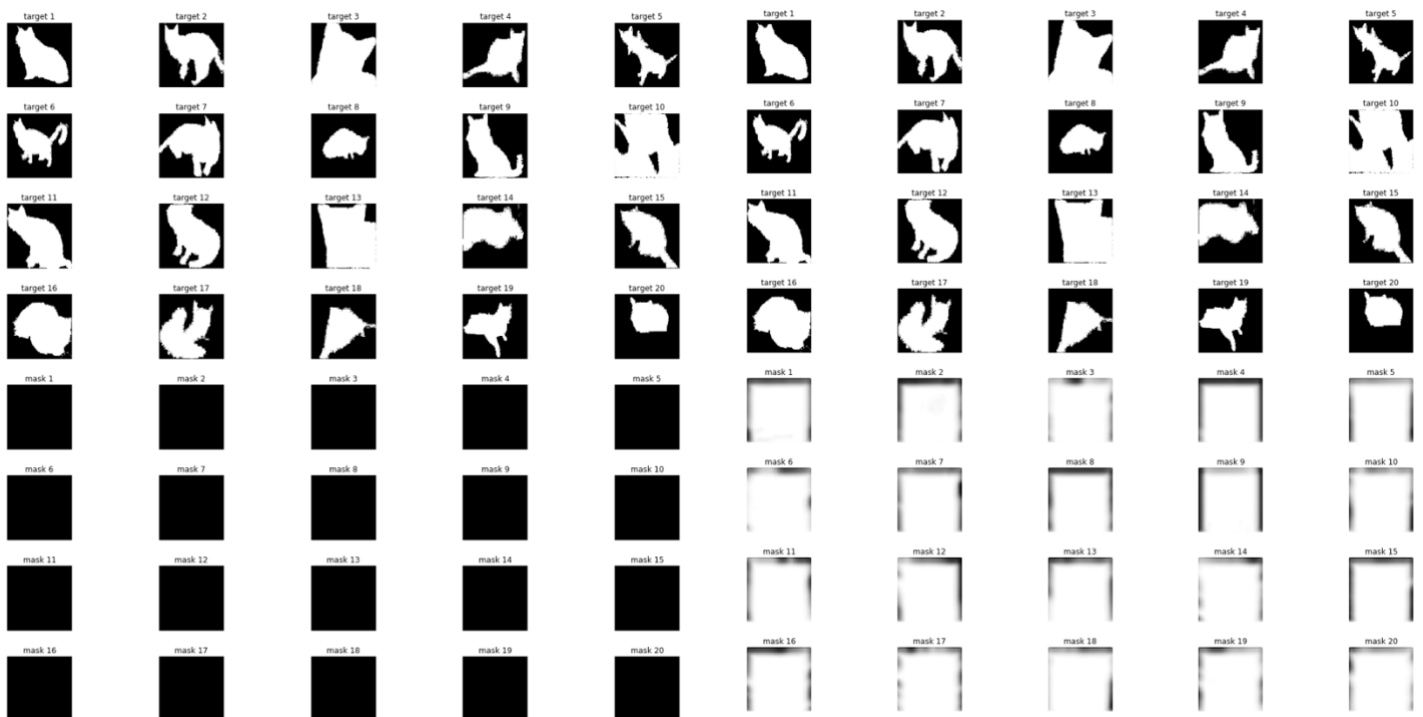 target 1 target 2 target 3 target 4 target 5
target 6 target 7 target 8 target 9 target 10
target 11 target 12 target 13 target 14 target 15
target 16 target 17 target 18 target 19 target 20
mask 1 mask 2 mask 3 mask 4 mask 5
mask 6 mask 7 mask 8 mask 9 mask 10
mask 11 mask 12 mask 13 mask 14 mask 15
mask 16 mask 17 mask 18 mask 19 mask 20
target 1 target 2 target 3 target 4 target 5
target 6 target 7 target 8 target 9 target 10
target 11 target 12 target 13 target 14 target 15
target 16 target 17 target 18 target 19 target 20
mask 1 mask 2 mask 3 mask 4 mask 5
mask 6 mask 7 mask 8 mask 9 mask 10
mask 11 mask 12 mask 13 mask 14 mask 15
mask 16 mask 17 mask 18 mask 19 mask 20